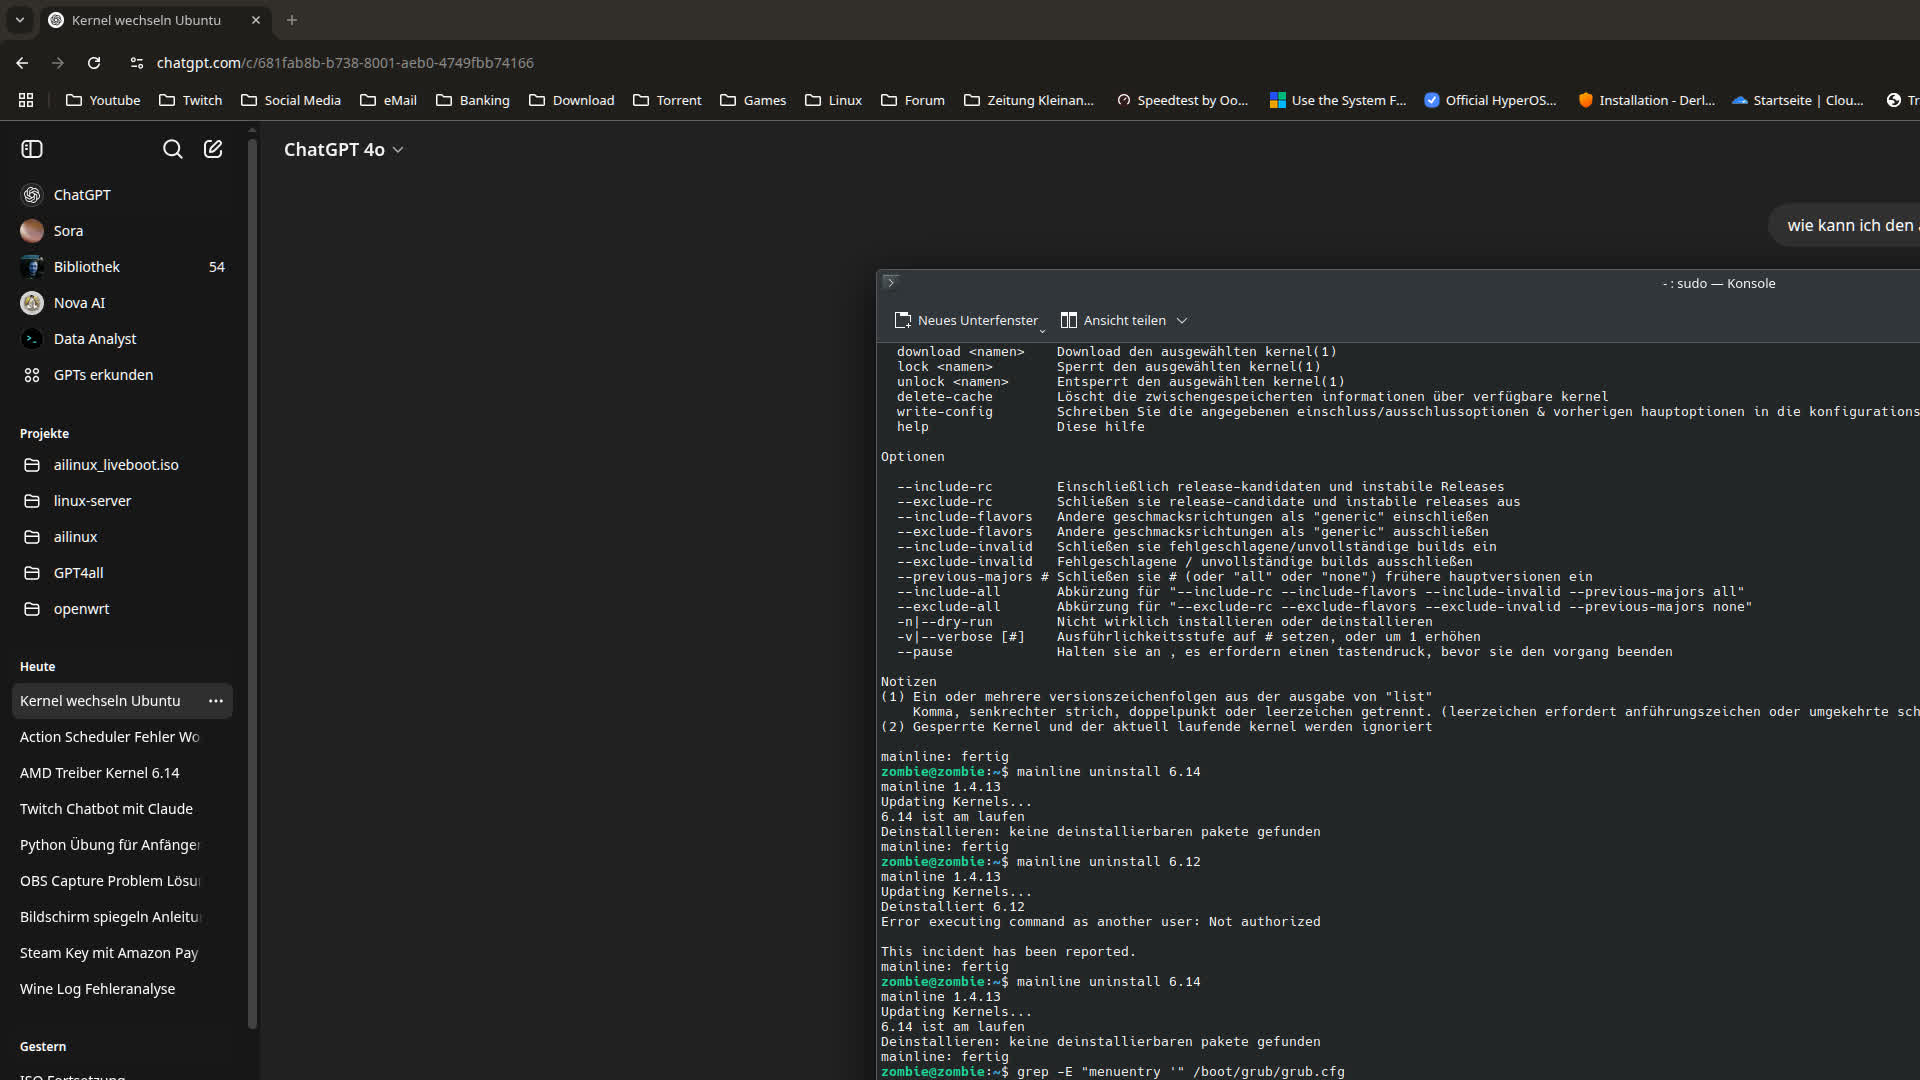 Kernel wechseln Ubuntu
chatgpt.com/c/681fab8b-b738-8001-aeb0-4749fbb74166
Youtube Twitch Social Media eMail Banking Download Torrent Games Linux Forum Zeitung Kleinan... Speedtest by Oo... Use the System F... Official HyperOS... Installation - Derl... Startseite | Clou... Tr
ChatGPT 4o
ChatGPT
Sora
Bibliothek 54
Nova AI
Data Analyst
GPTs erkunden
Projekte
ailinux_liveboot.iso
linux-server
ailinux
GPT4all
openwrt
Heute
Kernel wechseln Ubuntu
Action Scheduler Fehler Wo
AMD Treiber Kernel 6.14
Twitch Chatbot mit Claude
Python Übung für Anfänger
OBS Capture Problem Lösu
Bildschirm spiegeln Anleitu
Steam Key mit Amazon Pay
Wine Log Fehleranalyse
Gestern
ISO Fortsetzung
wie kann ich den
- : sudo — Konsole
Neues Unterfenster Ansicht teilen
download <namen> Download den ausgewählten kernel(1)
lock <namen> Sperrt den ausgewählten kernel(1)
unlock <namen> Entsperrt den ausgewählten kernel(1)
delete-cache Löscht die zwischengespeicherten informationen über verfügbare kernel
write-config Schreiben Sie die angegebenen einschluss/ausschlussoptionen & vorherigen hauptoptionen in die konfigurations
help Diese hilfe
Optionen
--include-rc Einschließlich release-kandidaten und instabile Releases
--exclude-rc Schließen sie release-candidate und instabile releases aus
--include-flavors Andere geschmacksrichtungen als "generic" einschließen
--exclude-flavors Andere geschmacksrichtungen als "generic" ausschließen
--include-invalid Schließen sie fehlgeschlagene/unvollständige builds ein
--exclude-invalid Fehlgeschlagene / unvollständige builds ausschließen
--previous-majors # Schließen sie # (oder "all" oder "none") frühere hauptversionen ein
--include-all Abkürzung für "--include-rc --include-flavors --include-invalid --previous-majors all"
--exclude-all Abkürzung für "--exclude-rc --exclude-flavors --exclude-invalid --previous-majors none"
-n|--dry-run Nicht wirklich installieren oder deinstallieren
-v|--verbose [#] Ausführlichkeitsstufe auf # setzen, oder um 1 erhöhen
--pause Halten sie an , es erfordern einen tastendruck, bevor sie den vorgang beenden
Notizen
(1) Ein oder mehrere versionszeichenfolgen aus der ausgabe von "list"
Komma, senkrechter strich, doppelpunkt oder leerzeichen getrennt. (leerzeichen erfordert anführungszeichen oder umgekehrte sch
(2) Gesperrte Kernel und der aktuell laufende kernel werden ignoriert
mainline: fertig
zombie@zombie:~$ mainline uninstall 6.14
mainline 1.4.13
Updating Kernels...
6.14 ist am laufen
Deinstallieren: keine deinstallierbaren pakete gefunden
mainline: fertig
zombie@zombie:~$ mainline uninstall 6.12
mainline 1.4.13
Updating Kernels...
Deinstalliert 6.12
Error executing command as another user: Not authorized
This incident has been reported.
mainline: fertig
zombie@zombie:~$ mainline uninstall 6.14
mainline 1.4.13
Updating Kernels...
6.14 ist am laufen
Deinstallieren: keine deinstallierbaren pakete gefunden
mainline: fertig
zombie@zombie:~$ grep -E "menuentry '" /boot/grub/grub.cfg